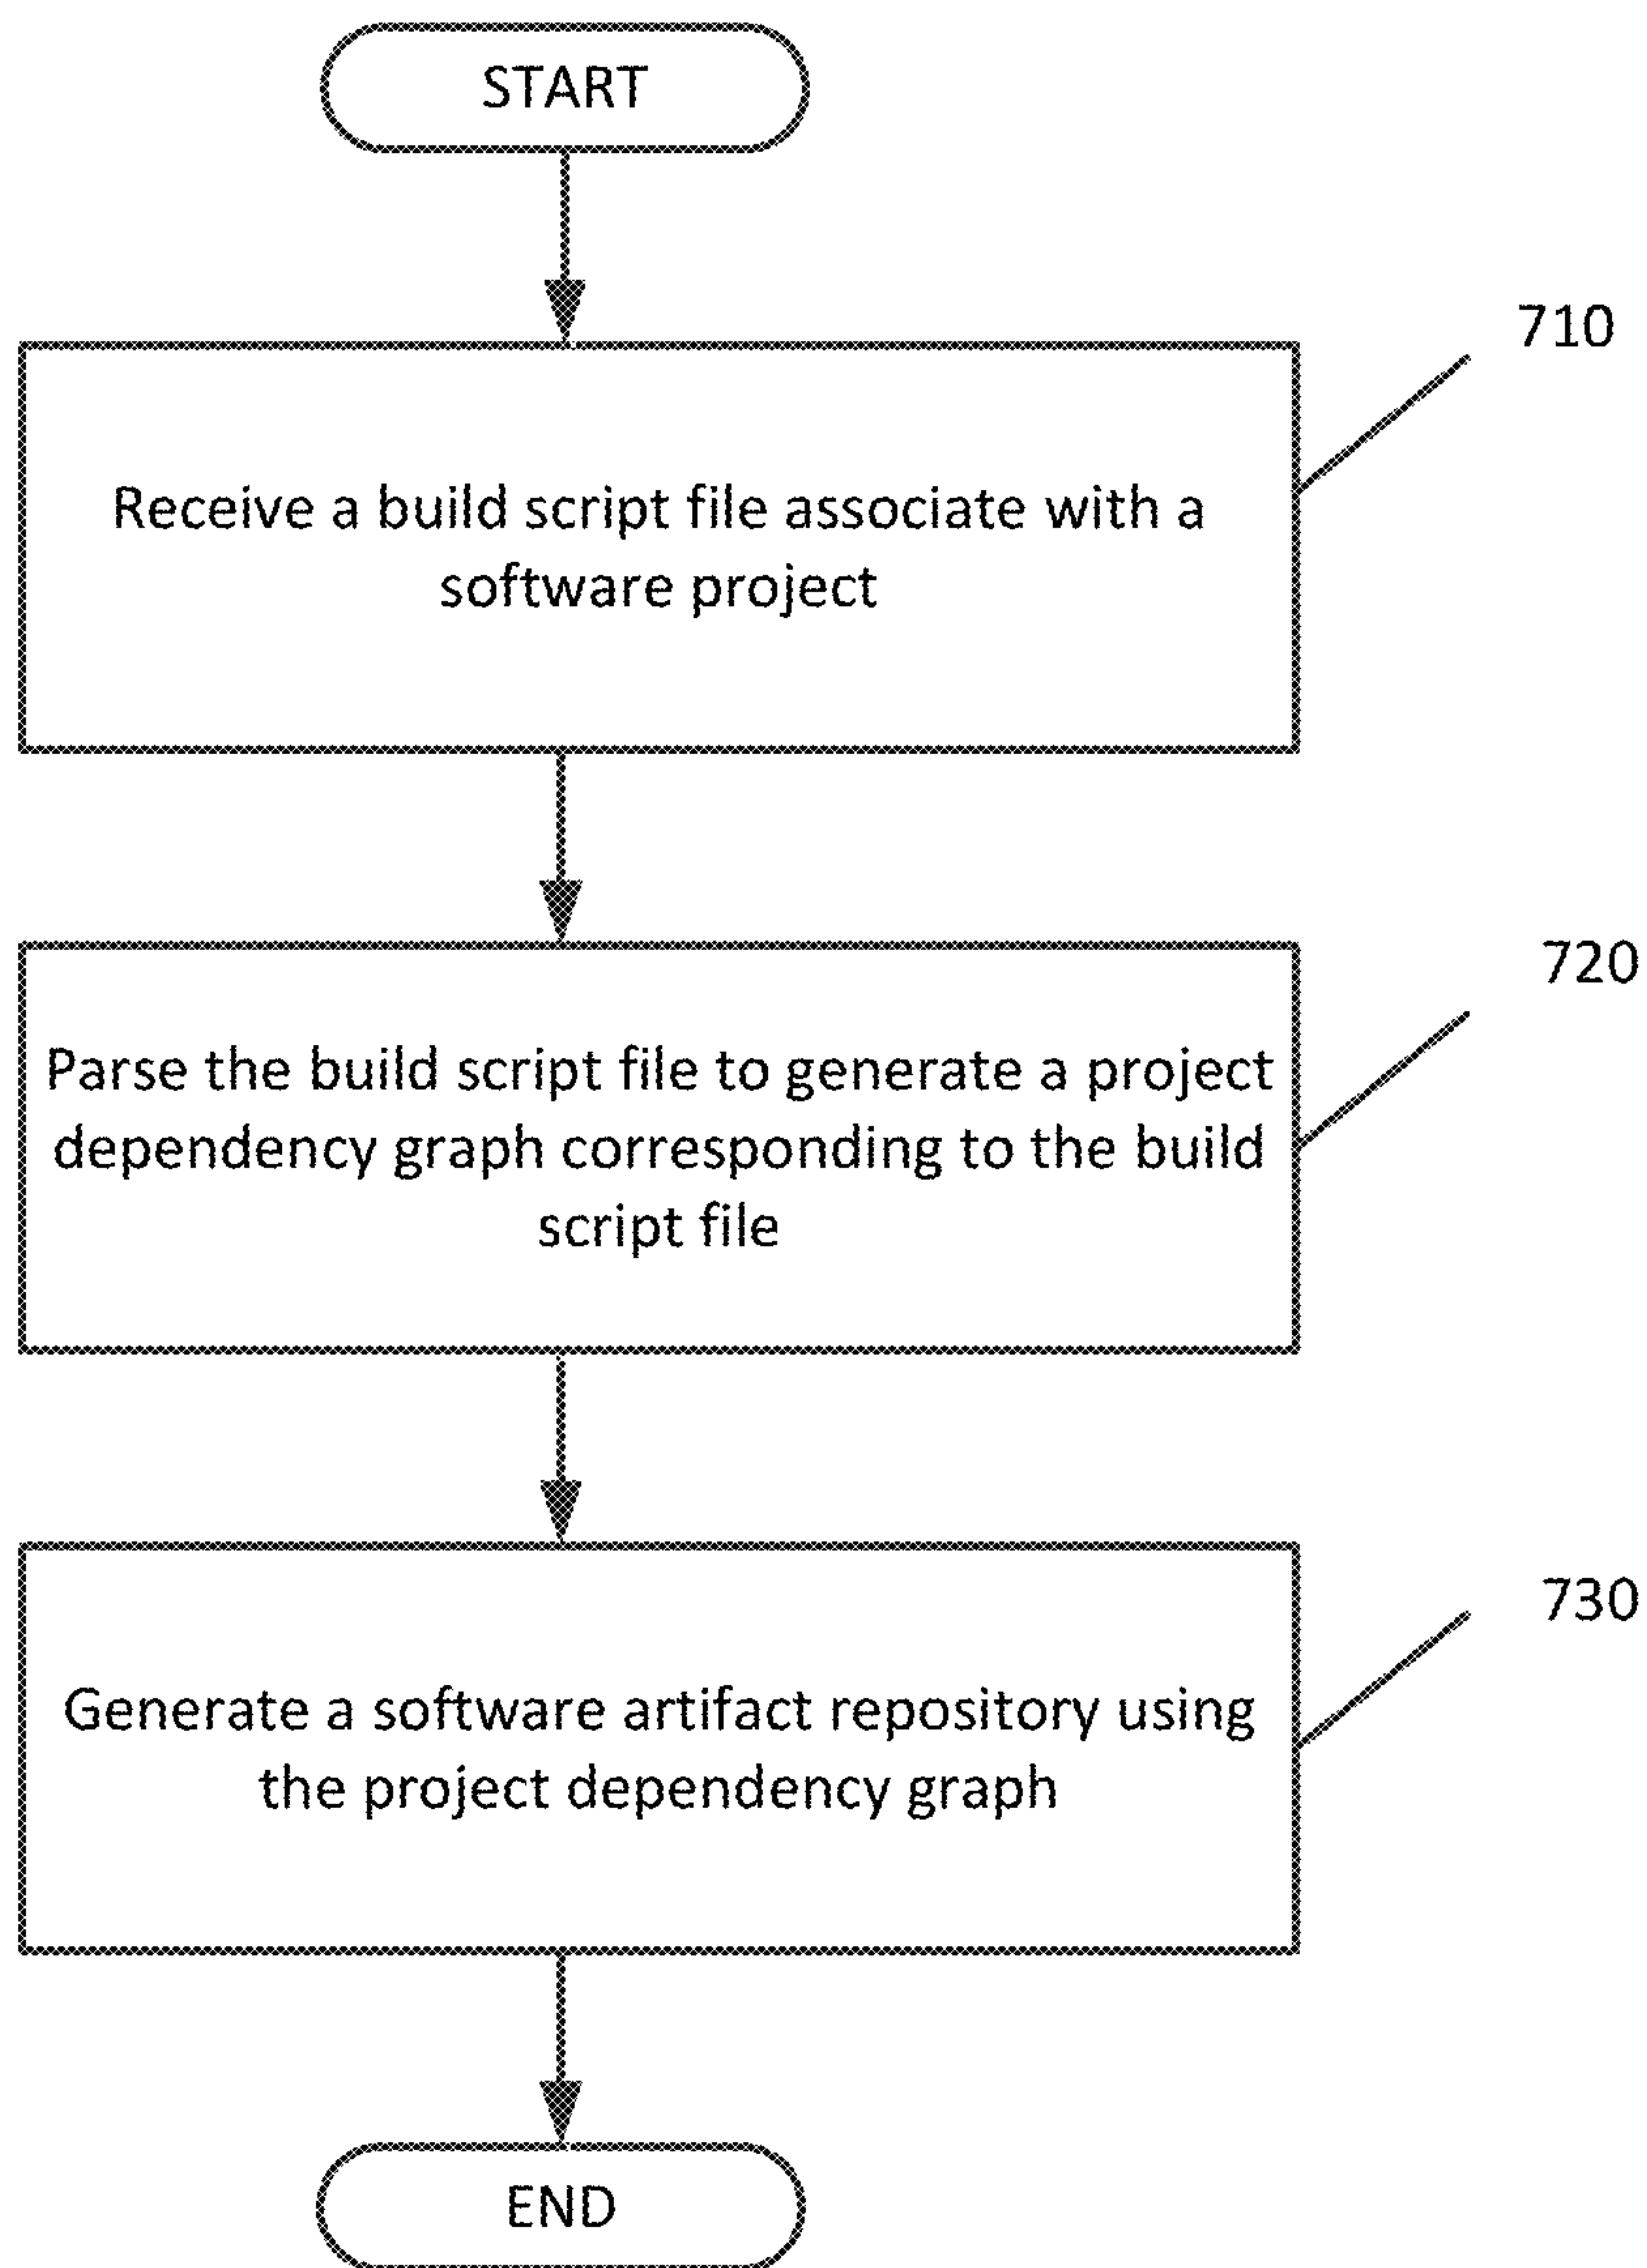 START
710
Receive a build script file associate with a
software project
720
Parse the build script file to generate a project
dependency graph corresponding to the build
script file
730
Generate a software artifact repository using
the project dependency graph
END